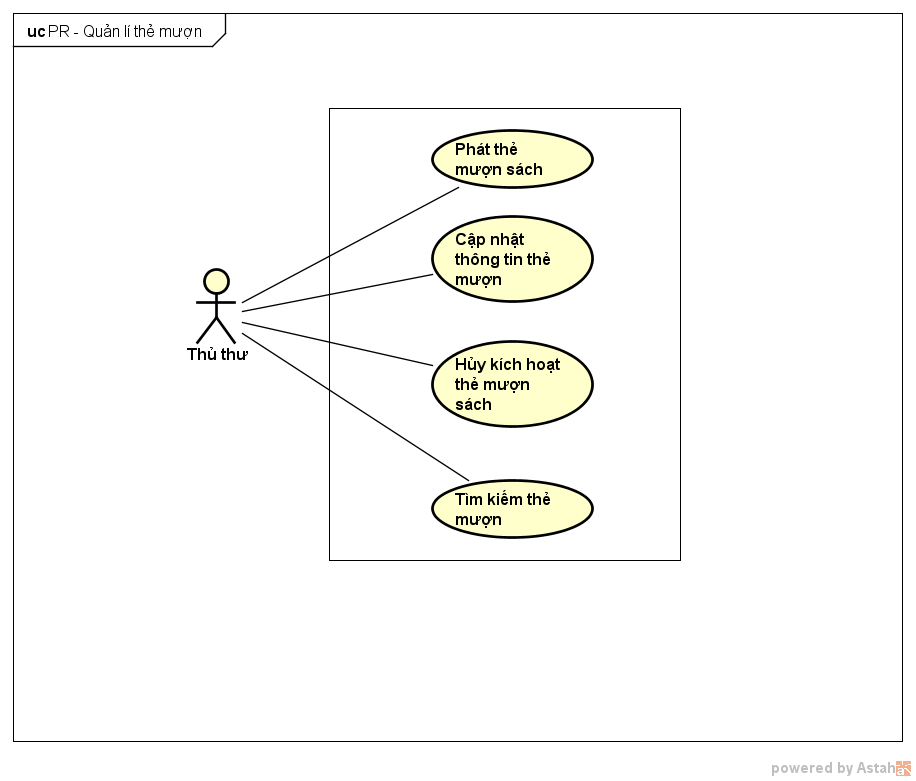 uc PR - Quản lí thẻ mượn
Phát thẻ
mượn sách
Cập nhật
thông tin thẻ
mượn
Thủ thư
Hủy kích hoạt
thẻ mượn
sách
Tìm kiếm thẻ
mượn
powered by Astah